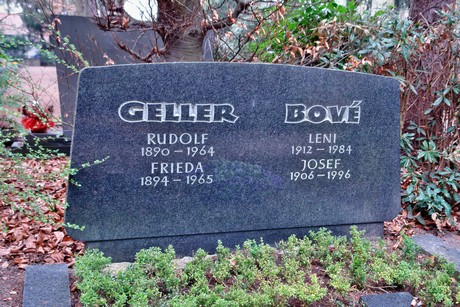 GELLER
RUDOLF
1890 – 1964
FRIEDA
1894 – 1965
BOVÉ
LENI
1912 – 1984
JOSEF
1906 – 1996